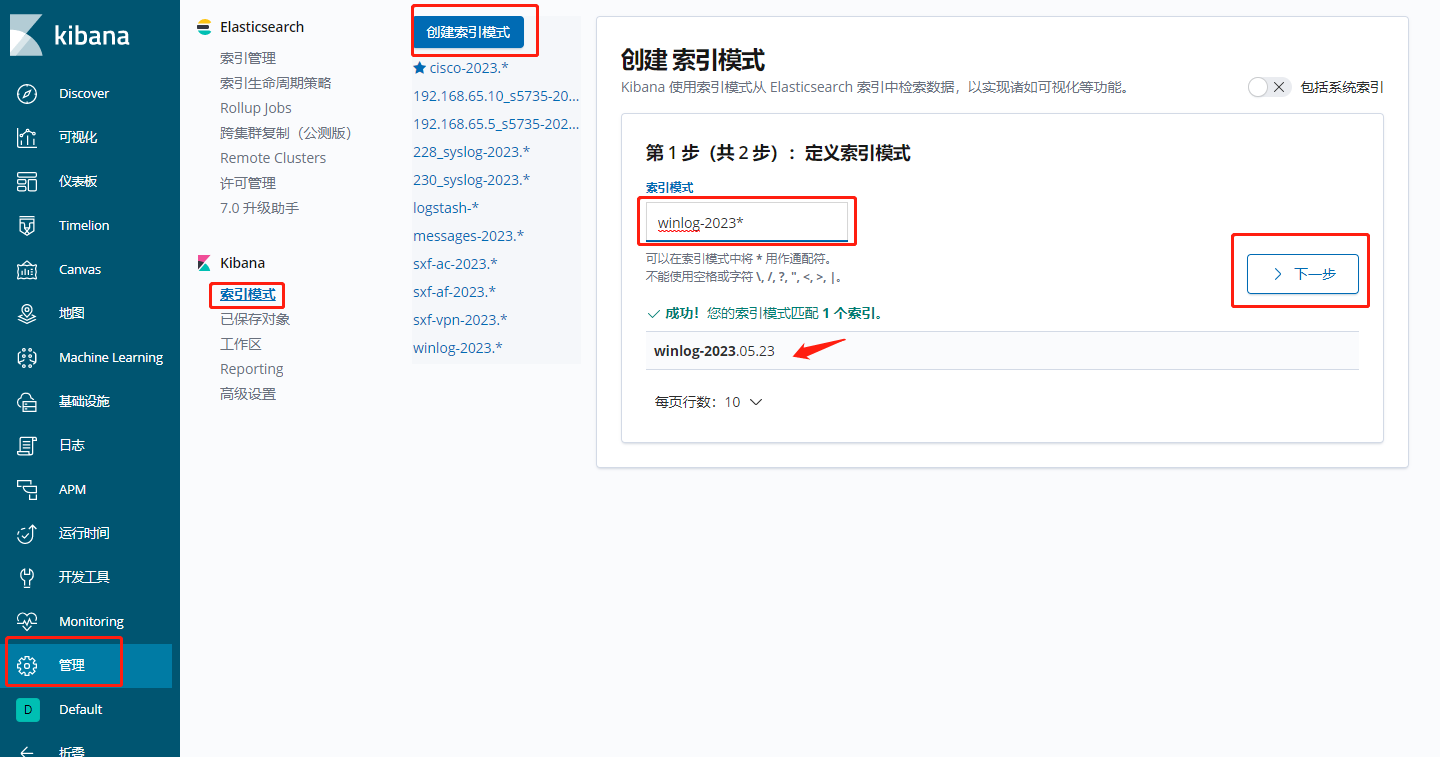 kibana
Discover
可视化
仪表板
Timelion
Canvas
地图
Machine Learning
基础设施
日志
APM
运行时间
开发工具
Monitoring
管理
D
Default
折叠
Elasticsearch
索引管理
索引生命周期策略
Rollup Jobs
跨集群复制（公测版）
Remote Clusters
许可管理
7.0 升级助手
Kibana
索引模式
已保存对象
工作区
Reporting
高级设置
创建索引模式
cisco-2023.*
192.168.65.10_s5735-20...
192.168.65.5_s5735-202...
228_syslog-2023.*
230_syslog-2023.*
logstash-*
messages-2023.*
sxf-ac-2023.*
sxf-af-2023.*
sxf-vpn-2023.*
winlog-2023.*
创建 索引模式
Kibana 使用索引模式从 Elasticsearch 索引中检索数据，以实现诸如可视化等功能。
包括系统索引
第 1 步（共 2 步）：定义索引模式
索引模式
winlog-2023*
可以在索引模式中将 * 用作通配符。
不能使用空格或字符 \, /, ?, ", <, >, |。
下一步
成功！您的索引模式匹配 1 个索引。
winlog-2023.05.23
每页行数：10